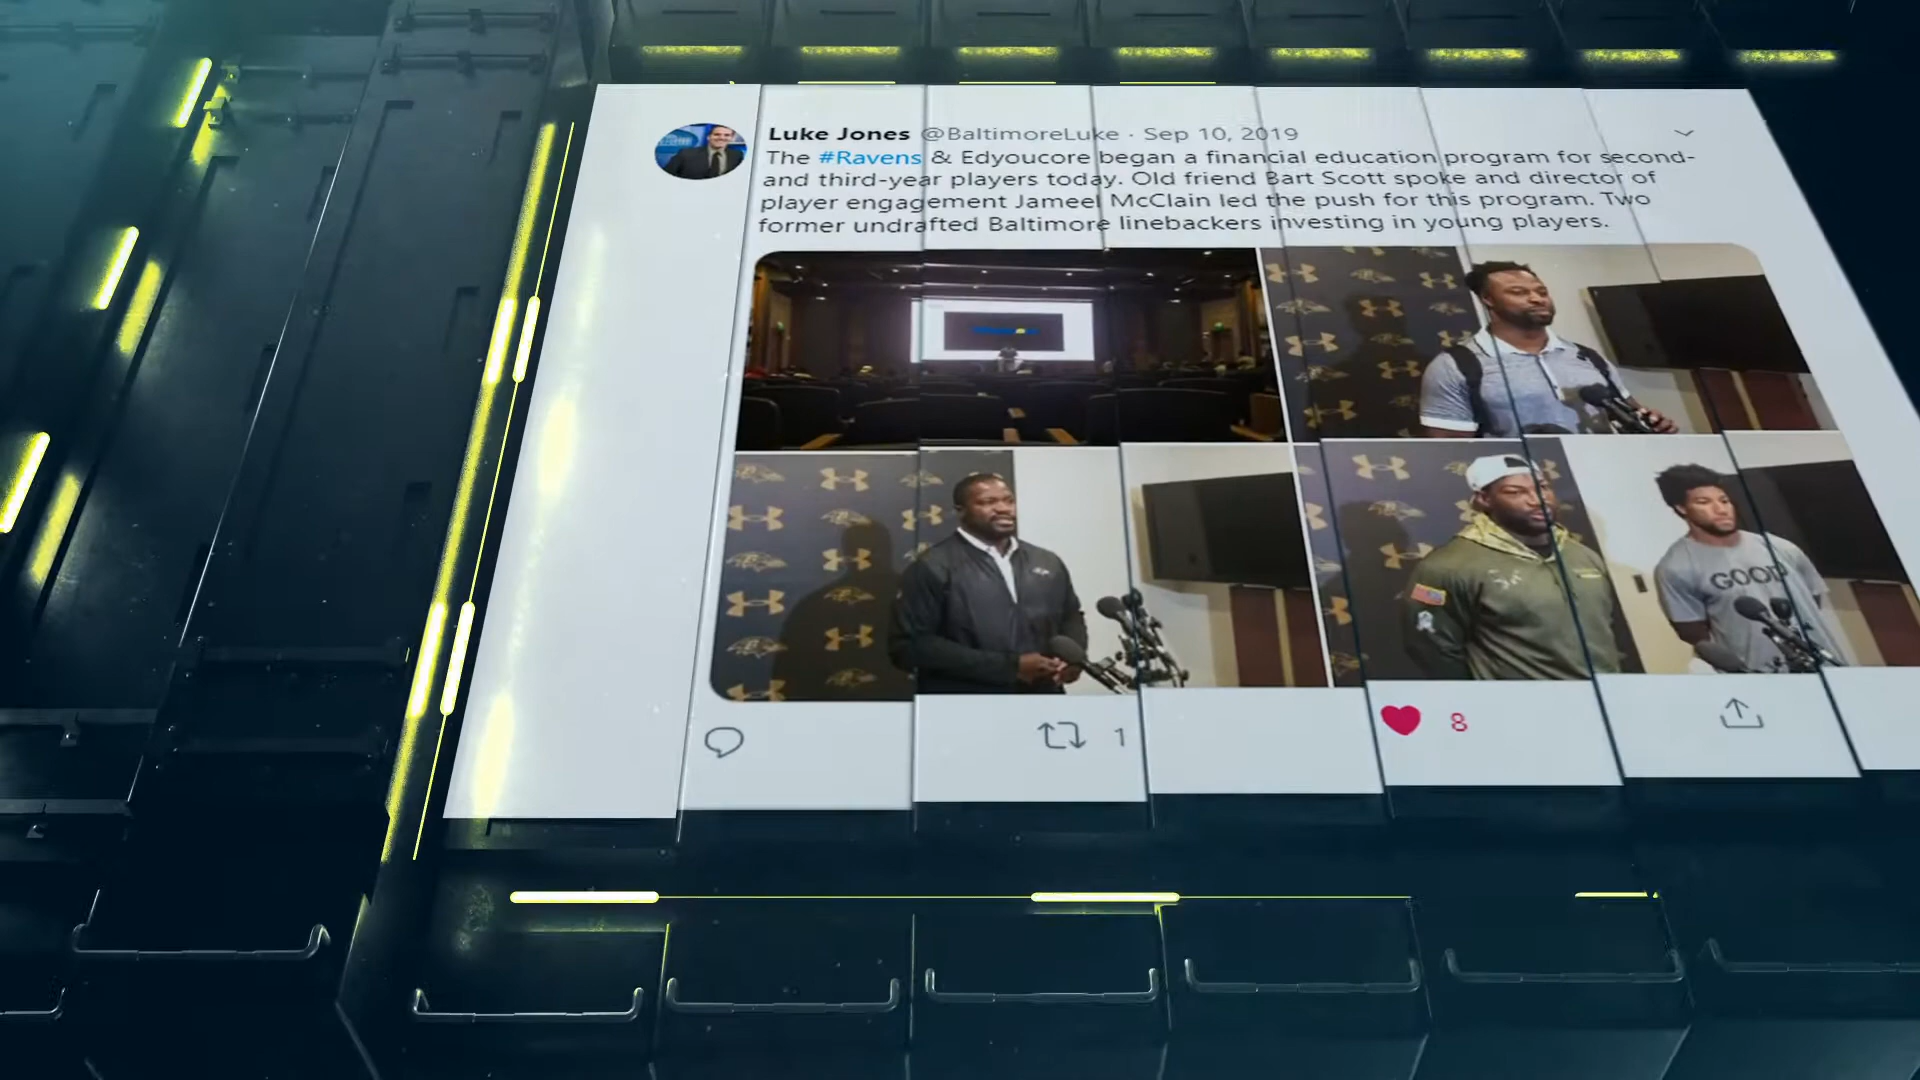 Luke Jones @BaltimoreLuke · Sep 10, 2019
The #Ravens & Edyoucore began a financial education program for second-
and third-year players today. Old friend Bart Scott spoke and director of
player engagement Jameel McClain led the push for this program. Two
former undrafted Baltimore linebackers investing in young players.
GOOD
1
8